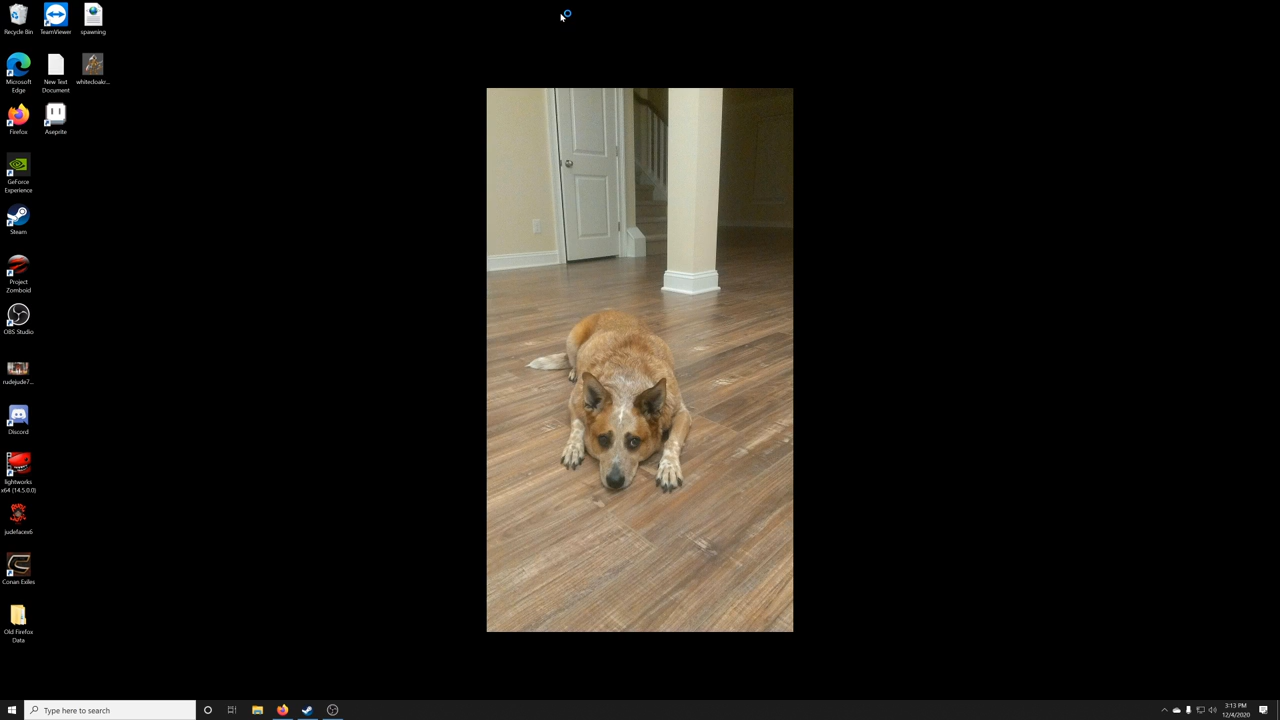 Recycle Bin
TeamViewer
spawning
Microsoft
Edge
New Text
Document
whitecloakr...
Firefox
Aseprite
GeForce
Experience
Steam
Project
Zomboid
OBS Studio
rudejude7...
Discord
lightworks
x64 (14.5.0.0)
judefacev6
Conan Exiles
Old Firefox
Data
Type here to search
3:13 PM
12/4/2020